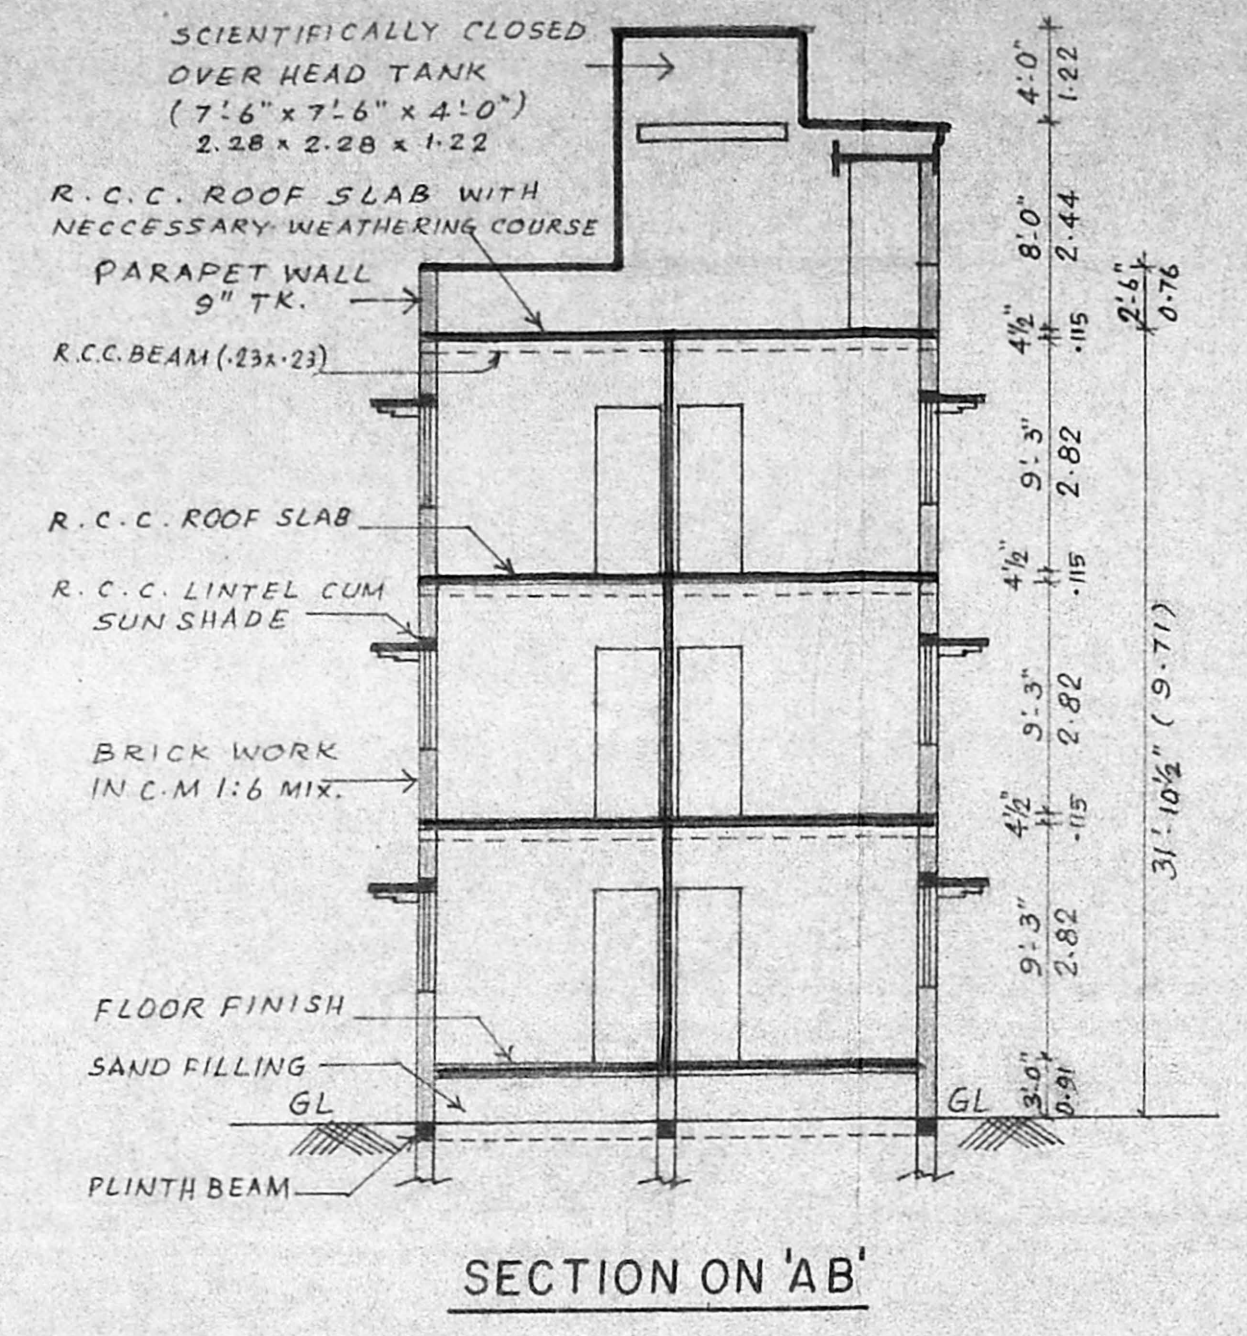 SCIENTIFICALLY CLOSED
OVER HEAD TANK
(7'-6" x 7'-6" x 4'-0")
2.28 x 2.28 x 1.22
R.C.C. ROOF SLAB WITH
NECCESSARY WEATHERING COURSE
PARAPET WALL
9" TK.
R.C.C. BEAM (.23x.23)
R.C.C. ROOF SLAB
R.C.C. LINTEL CUM
SUN SHADE
BRICK WORK
IN C.M 1:6 MIX.
FLOOR FINISH
SAND FILLING
GL
PLINTH BEAM
GL
4'-0"
1.22
8'-0"
2.44
2'-6"
0.76
4½"
.115
9'-3"
2.82
4½"
.115
9'-3"
2.82
4½"
.115
9'-3"
2.82
3'-0"
0.91
31'-10½" (9.71)
SECTION ON 'AB'